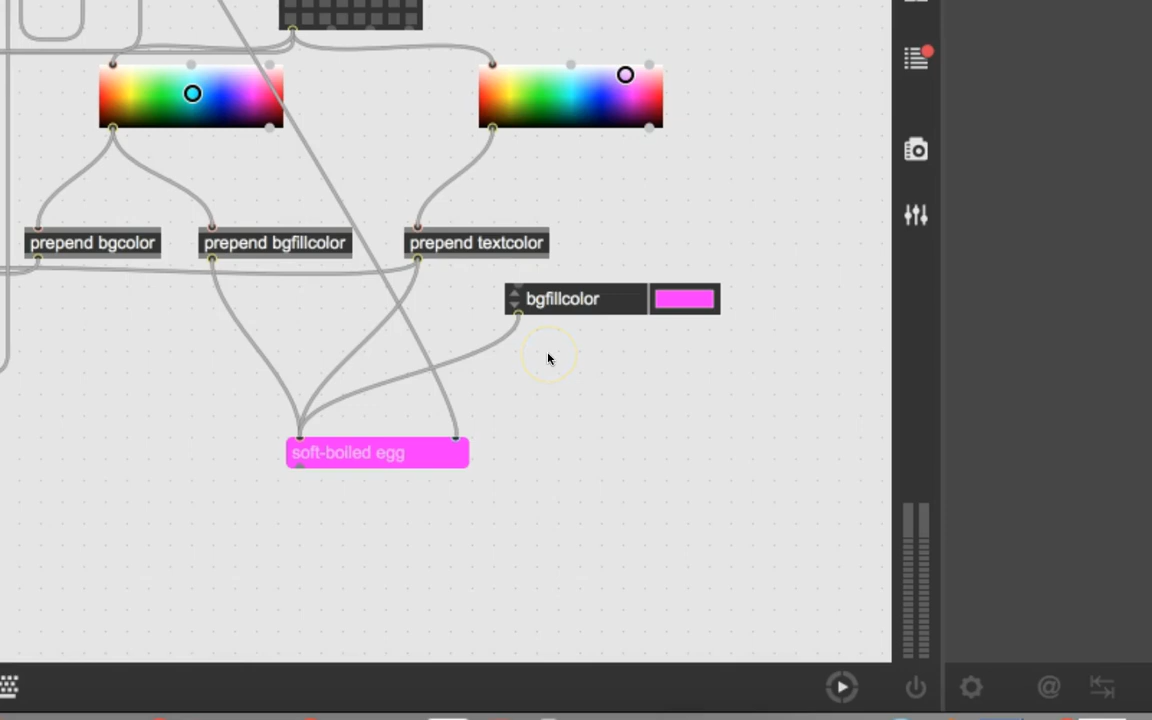 prepend bgcolor
prepend bgfillcolor
prepend textcolor
bgfillcolor
soft-boiled egg